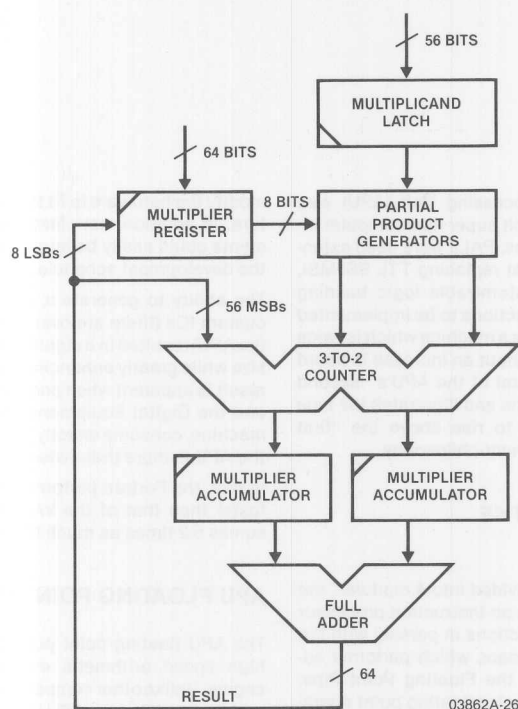 56 BITS
MULTIPLICAND
LATCH
64 BITS
MULTIPLIER
REGISTER
8 BITS
PARTIAL
PRODUCT
GENERATORS
8 LSBs
56 MSBs
3-TO-2
COUNTER
MULTIPLIER
ACCUMULATOR
MULTIPLIER
ACCUMULATOR
FULL
ADDER
64
RESULT
03862A-26